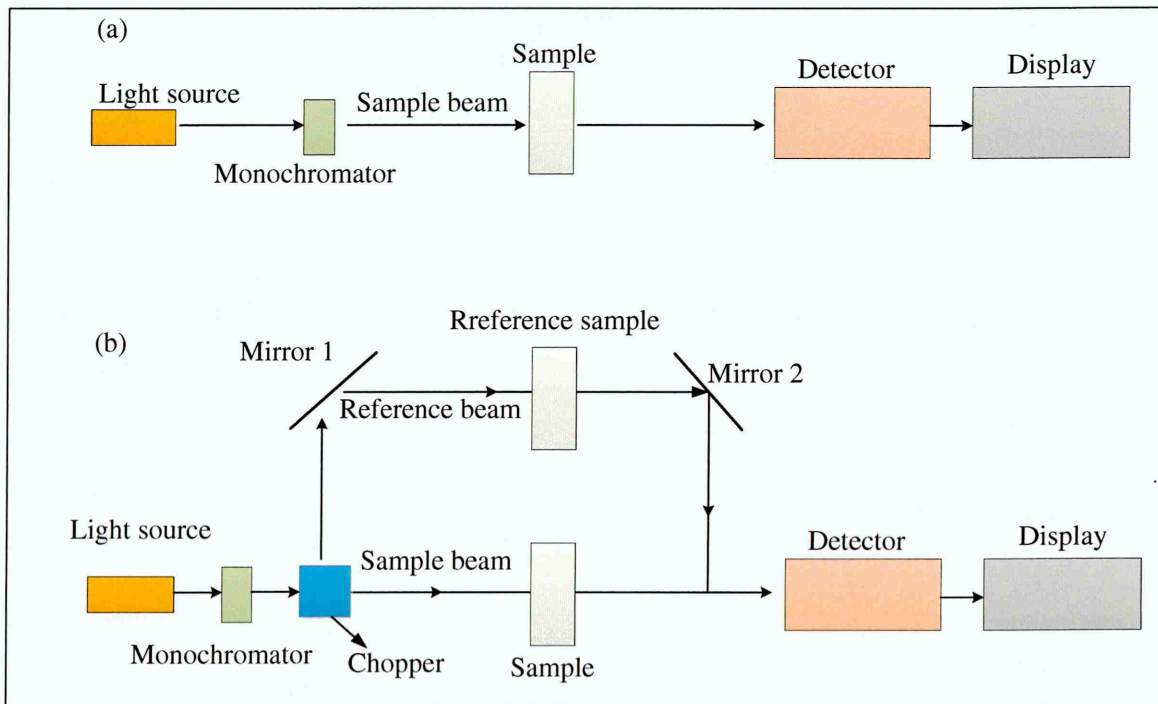 (a)
Sample
Detector
Display
Light source
Sample beam
Monochromator
(b)
Rreference sample
Mirror 1
Mirror 2
Reference beam
Light source
Sample beam
Detector
Display
Monochromator
Chopper
Sample